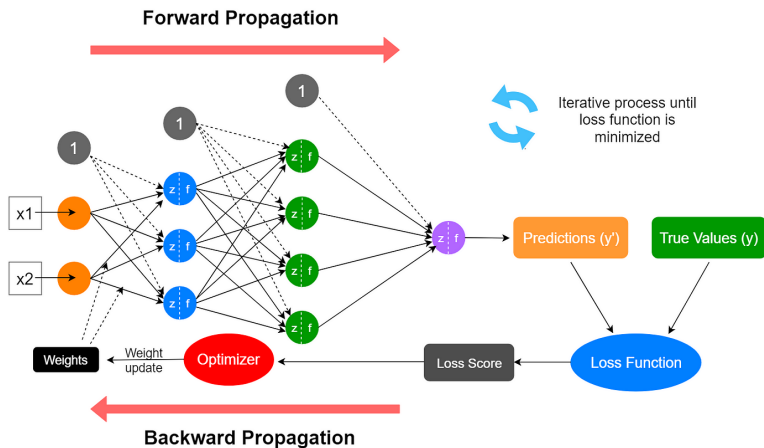 Forward Propagation
1
1
1
Iterative process until
loss function is
minimized
z f
z f
z f
z f
z f
z f
z f
z f
x1
x2
Predictions (y')
True Values (y)
Weights
Weight
update
Optimizer
Loss Score
Loss Function
Backward Propagation